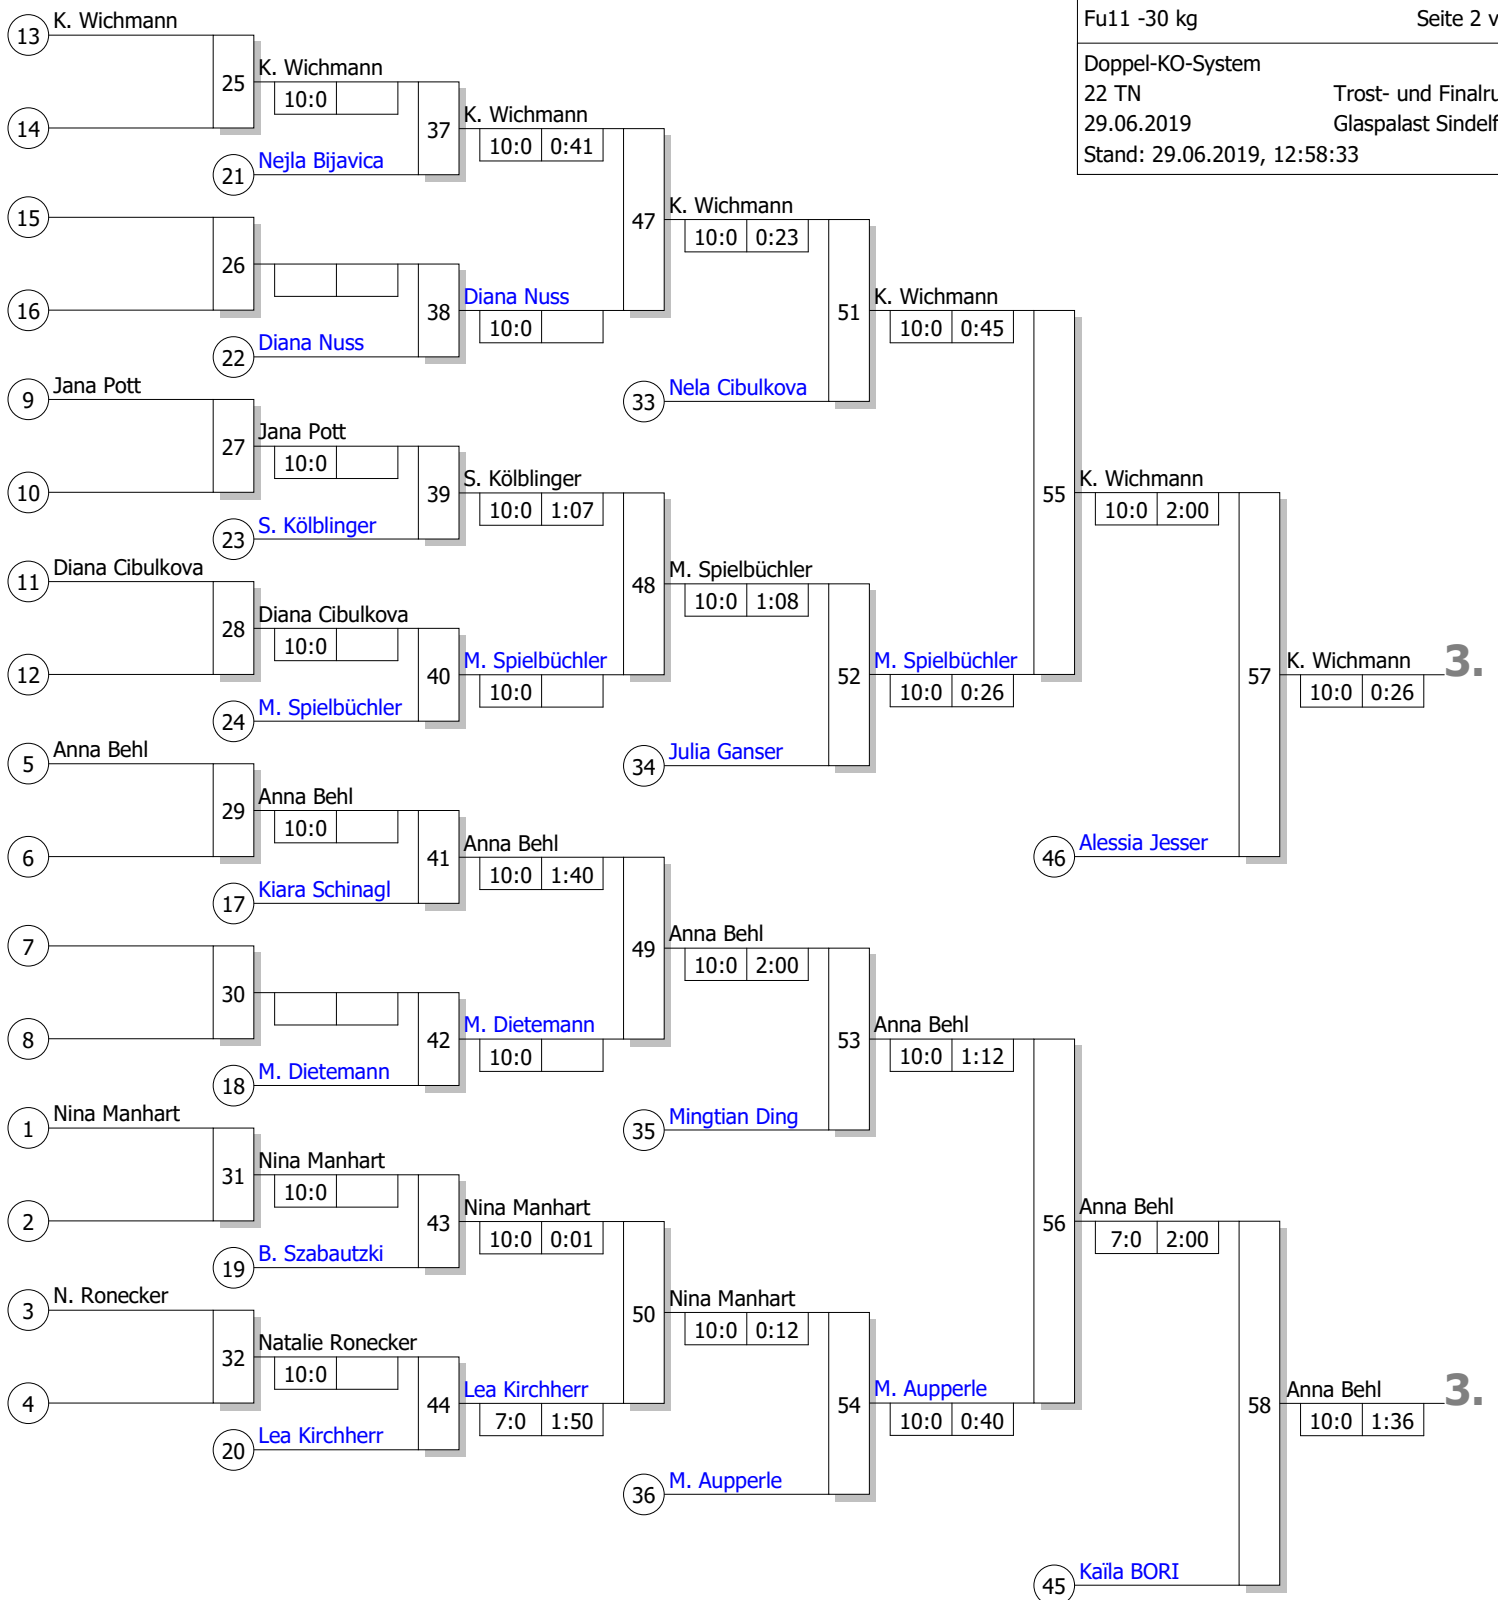 Fu11 -30 kg Seite 2 v
Doppel-KO-System
22 TN Trost- und Finalru
29.06.2019 Glaspalast Sindelf
Stand: 29.06.2019, 12:58:33
13 K. Wichmann
25 K. Wichmann
10:0
14
37 K. Wichmann
10:0 0:41
21 Nejla Bijavica
15
47 K. Wichmann
10:0 0:23
26
16
38 Diana Nuss
10:0
22 Diana Nuss
51 K. Wichmann
10:0 0:45
9 Jana Pott
33 Nela Cibulkova
27 Jana Pott
10:0
10
39 S. Kölblinger
10:0 1:07
23 S. Kölblinger
55 K. Wichmann
10:0 2:00
11 Diana Cibulkova
48 M. Spielbüchler
10:0 1:08
28 Diana Cibulkova
10:0
12
40 M. Spielbüchler
10:0
24 M. Spielbüchler
52 M. Spielbüchler
10:0 0:26
57 K. Wichmann 3.
10:0 0:26
5 Anna Behl
34 Julia Ganser
29 Anna Behl
10:0
6
41 Anna Behl
10:0 1:40
46 Alessia Jesser
17 Kiara Schinagl
7
49 Anna Behl
10:0 2:00
30
8
42 M. Dietemann
10:0
18 M. Dietemann
53 Anna Behl
10:0 1:12
1 Nina Manhart
35 Mingtian Ding
31 Nina Manhart
10:0
2
43 Nina Manhart
10:0 0:01
19 B. Szabautzki
56 Anna Behl
7:0 2:00
3 N. Ronecker
50 Nina Manhart
10:0 0:12
32 Natalie Ronecker
10:0
4
44 Lea Kirchherr
7:0 1:50
20 Lea Kirchherr
54 M. Aupperle
10:0 0:40
58 Anna Behl 3.
10:0 1:36
36 M. Aupperle
45 Kaïla BORI